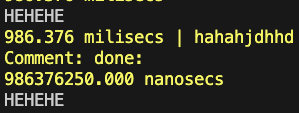 HEHEHE
986.376 milisecs | hahahjdhhd
Comment: done:
986376250.000 nanosecs
HEHEHE